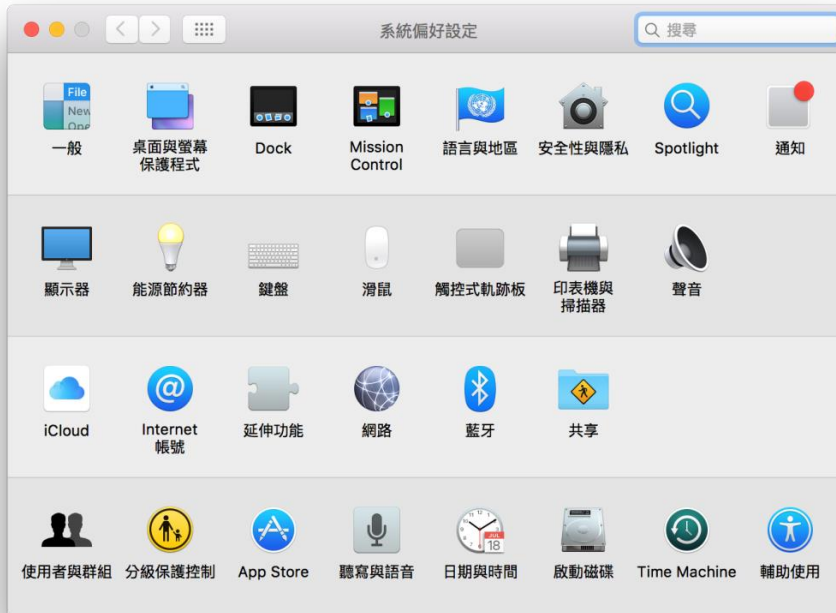 系統偏好設定
搜尋
File
New
Ope
一般
桌面與螢幕
保護程式
Dock
Mission
Control
語言與地區
安全性與隱私
Spotlight
通知
顯示器
能源節約器
鍵盤
滑鼠
觸控式軌跡板
印表機與
掃描器
聲音
iCloud
Internet
帳號
延伸功能
網路
藍牙
共享
使用者與群組
分級保護控制
App Store
聽寫與語音
JUL
18
日期與時間
啟動磁碟
Time Machine
輔助使用